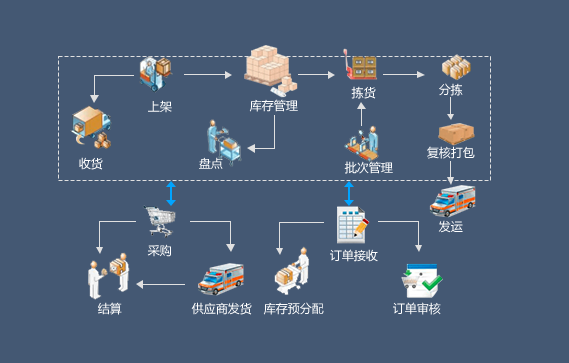 上架
库存管理
拣货
分拣
收货
盘点
批次管理
复核打包
发运
采购
订单接收
结算
供应商发货
库存预分配
订单审核